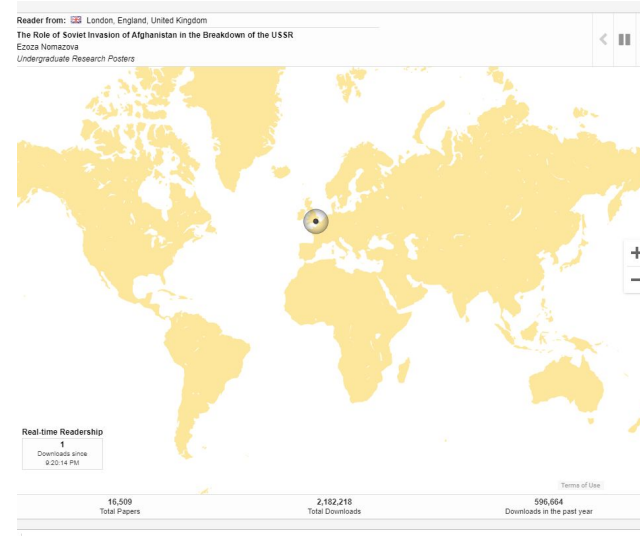 Reader from: London, England, United Kingdom
The Role of Soviet Invasion of Afghanistan in the Breakdown of the USSR
Ezoza Nomazova
Undergraduate Research Posters
Real-time Readership
1
Downloads since
9:20:14 PM
Terms of Use
16,509
Total Papers
2,182,218
Total Downloads
596,664
Downloads in the past year